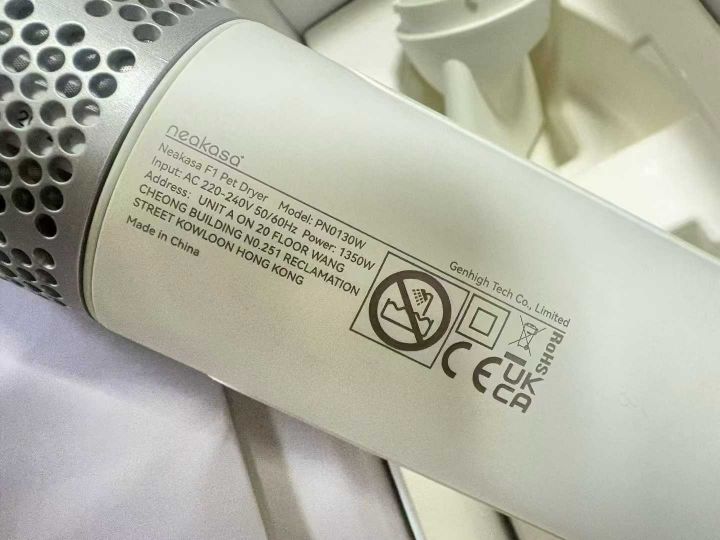 neakasa
Neakasa F1 Pet Dryer Model: PN0130W
Input: AC 220-240V 50/60Hz Power: 1350W
Address: UNIT A ON 20 FLOOR WANG
CHEONG BUILDING N0.251 RECLAMATION
STREET KOWLOON HONG KONG
Made in China
Genhigh Tech Co., Limited
CE
UK
CA
RoHS